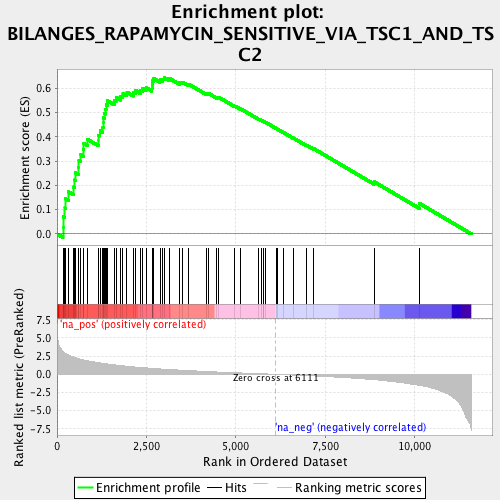 Enrichment plot:
BILANGES_RAPAMYCIN_SENSITIVE_VIA_TSC1_AND_TS
C2
Enrichment score (ES)
0.6
0.5
0.4
0.3
0.2
0.1
0.0
Ranked list metric (PreRanked)
7.5
5.0
2.5
0.0
-2.5
-5.0
-7.5
'na_pos' (positively correlated)
Zero cross at 6111
'na_neg' (negatively correlated)
0
2,500
5,000
7,500
10,000
Rank in Ordered Dataset
Enrichment profile
Hits
Ranking metric scores